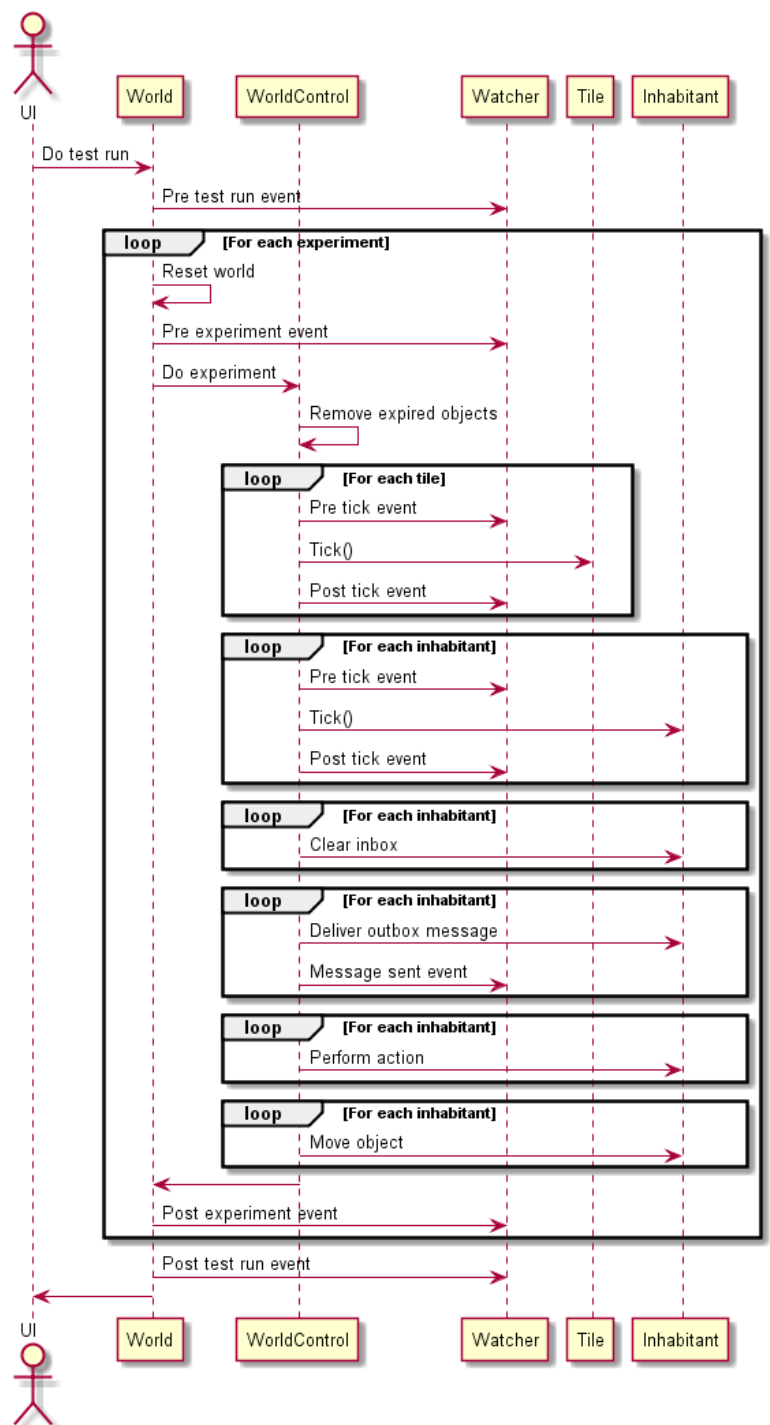 UI
World
WorldControl
Watcher
Tile
Inhabitant
Do test run
Pre test run event
loop
[For each experiment]
Reset world
Pre experiment event
Do experiment
Remove expired objects
loop
[For each tile]
Pre tick event
Tick()
Post tick event
loop
[For each inhabitant]
Pre tick event
Tick()
Post tick event
loop
[For each inhabitant]
Clear inbox
loop
[For each inhabitant]
Deliver outbox message
Message sent event
loop
[For each inhabitant]
Perform action
loop
[For each inhabitant]
Move object
Post experiment event
Post test run event
UI
World
WorldControl
Watcher
Tile
Inhabitant